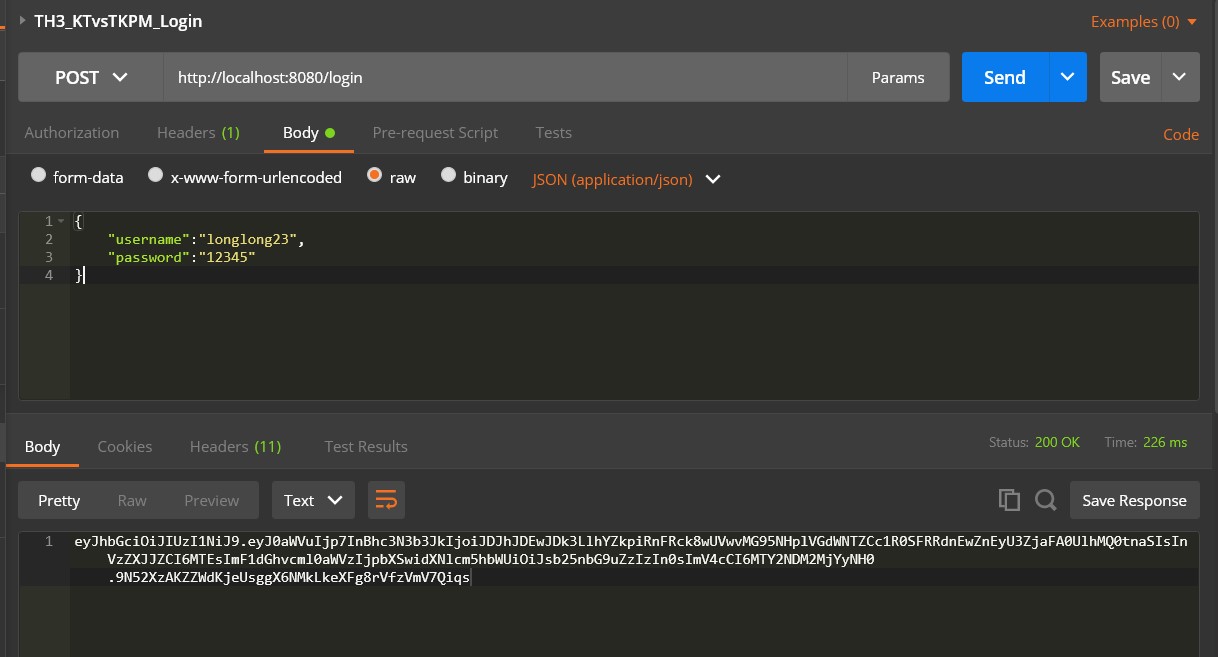 TH3_KTvsTKPM_Login
Examples (0)
POST
http://localhost:8080/login
Params
Send
Save
Authorization
Headers (1)
Body
Pre-request Script
Tests
Code
form-data
x-www-form-urlencoded
raw
binary
JSON (application/json)
1 {
2 "username":"longlong23",
3 "password":"12345"
4 }
Body
Cookies
Headers (11)
Test Results
Status: 200 OK
Time: 226 ms
Pretty
Raw
Preview
Text
Save Response
1 eyJhbGciOiJIUzI1NiJ9.eyJ0aWVuIjp7InBhc3N3b3JkIjoiJDJhJDEwJDk3LlhYZkpiRnFRck8wUVwvMG95NHplVGdWNTZCc1R0SFRRdnEwZnEyU3ZjaFA0UlhMQ0tnaSIsIn
VzZXJJZCI6MTEsImF1dGhvcml0aWVzIjpbXSwidXNlcm5hbWUiOiJsb25nbG9uZzIzIn0sImV4cCI6MTY2NDM2MjYyNH0
.9N52XzAKZZWdKjeUsggX6NMkLkeXFg8rVfzVmV7Qiqs